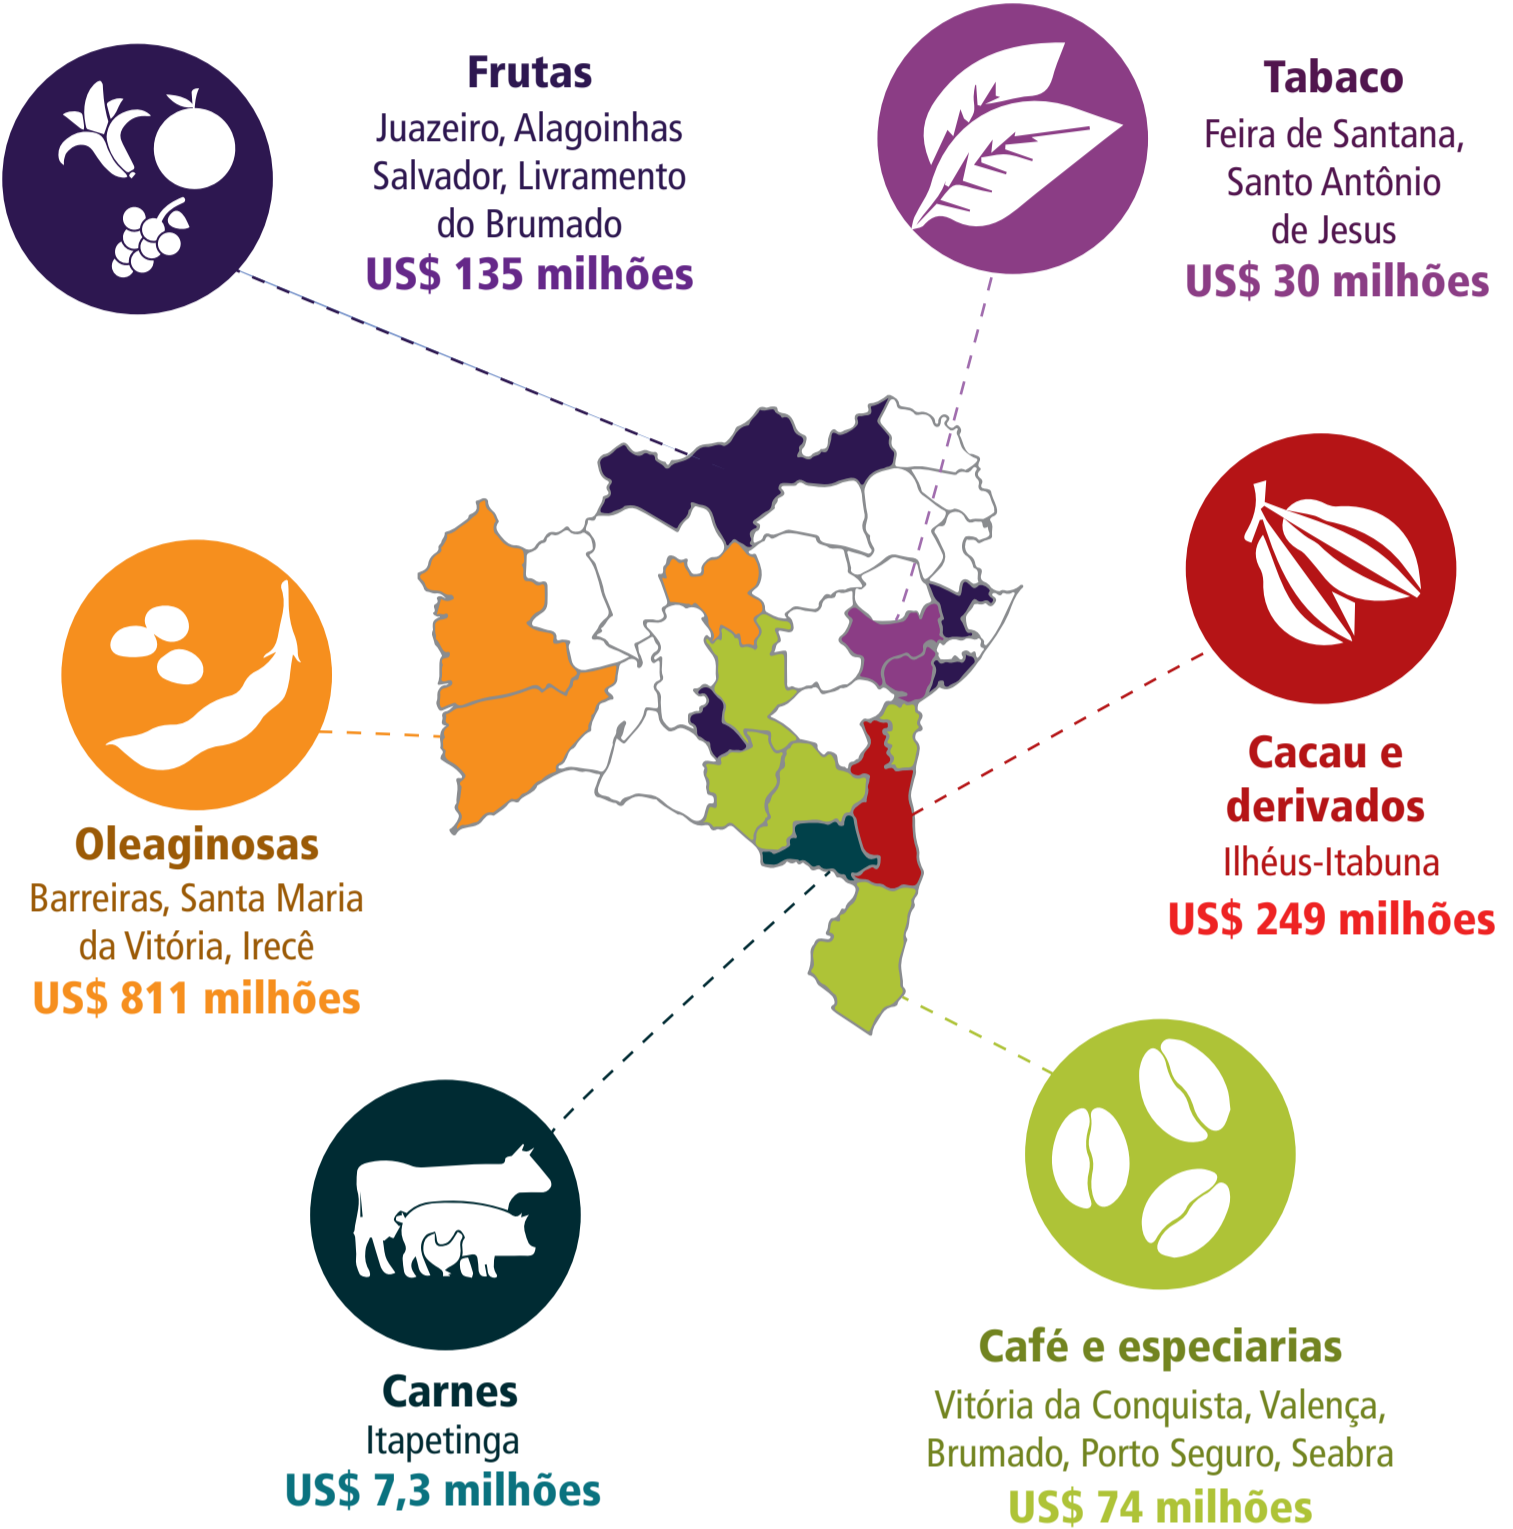 Frutas
Juazeiro, Alagoinhas
Salvador, Livramento
do Brumado
US$ 135 milhões
Tabaco
Feira de Santana,
Santo Antônio
de Jesus
US$ 30 milhões
Cacau e
derivados
Ilhéus-Itabuna
US$ 249 milhões
Oleaginosas
Barreiras, Santa Maria
da Vitória, Irecê
US$ 811 milhões
Carnes
Itapetinga
US$ 7,3 milhões
Café e especiarias
Vitória da Conquista, Valença,
Brumado, Porto Seguro, Seabra
US$ 74 milhões